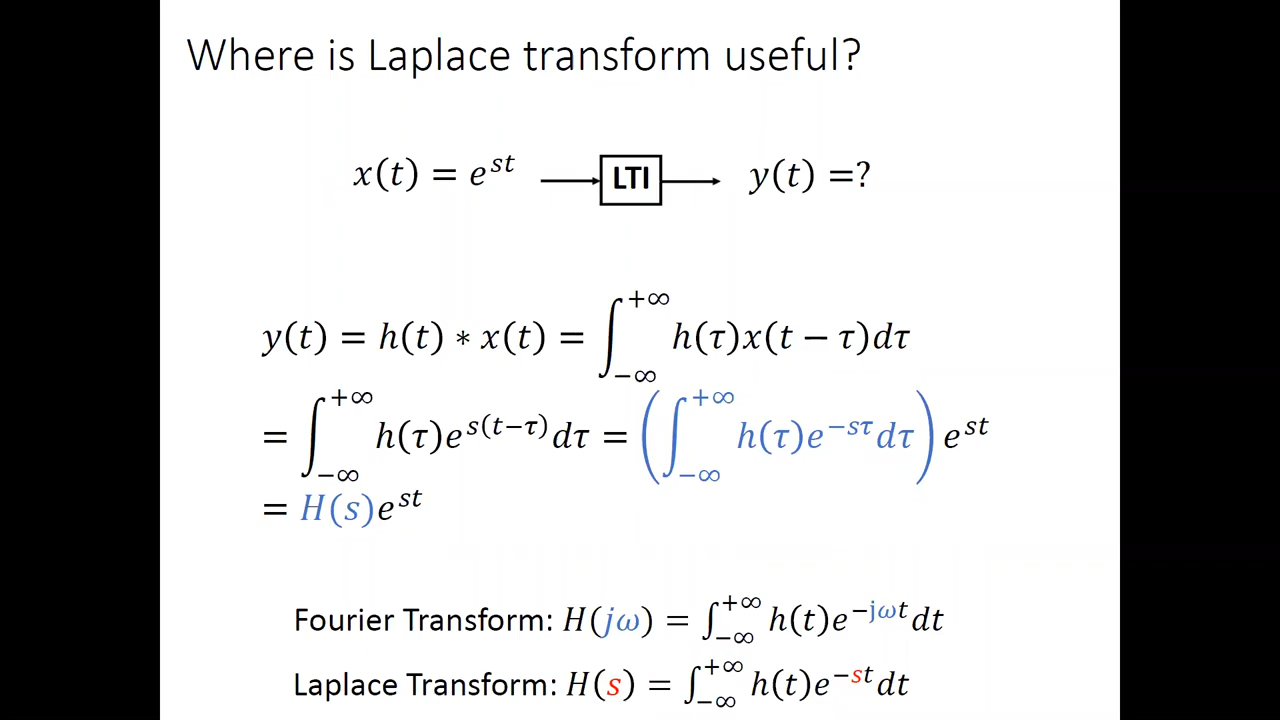 Where is Laplace transform useful?
x(t) = e^{st} → LTI → y(t) =?
y(t) = h(t) ∗ x(t) = ∫_{−∞}^{+∞} h(τ)x(t − τ)dτ
= ∫_{−∞}^{+∞} h(τ)e^{s(t−τ)}dτ = (∫_{−∞}^{+∞} h(τ)e^{−sτ}dτ) e^{st}
= H(s)e^{st}
Fourier Transform: H(jω) = ∫_{−∞}^{+∞} h(t)e^{−jωt}dt
Laplace Transform: H(s) = ∫_{−∞}^{+∞} h(t)e^{−st}dt